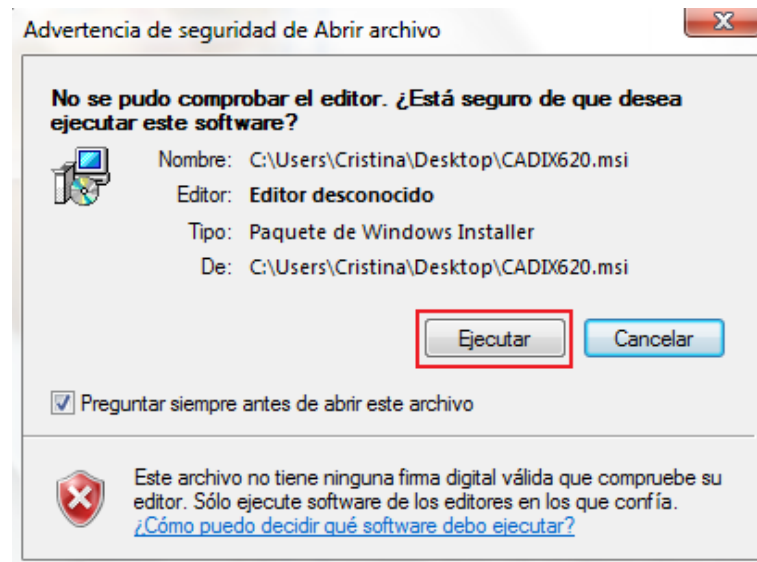 Advertencia de seguridad de Abrir archivo
No se pudo comprobar el editor. ¿Está seguro de que desea
ejecutar este software?
Nombre: C:\Users\Cristina\Desktop\CADIX620.msi
Editor: Editor desconocido
Tipo: Paquete de Windows Installer
De: C:\Users\Cristina\Desktop\CADIX620.msi
Ejecutar Cancelar
Preguntar siempre antes de abrir este archivo
Este archivo no tiene ninguna firma digital válida que compruebe su
editor. Sólo ejecute software de los editores en los que confía.
¿Cómo puedo decidir qué software debo ejecutar?